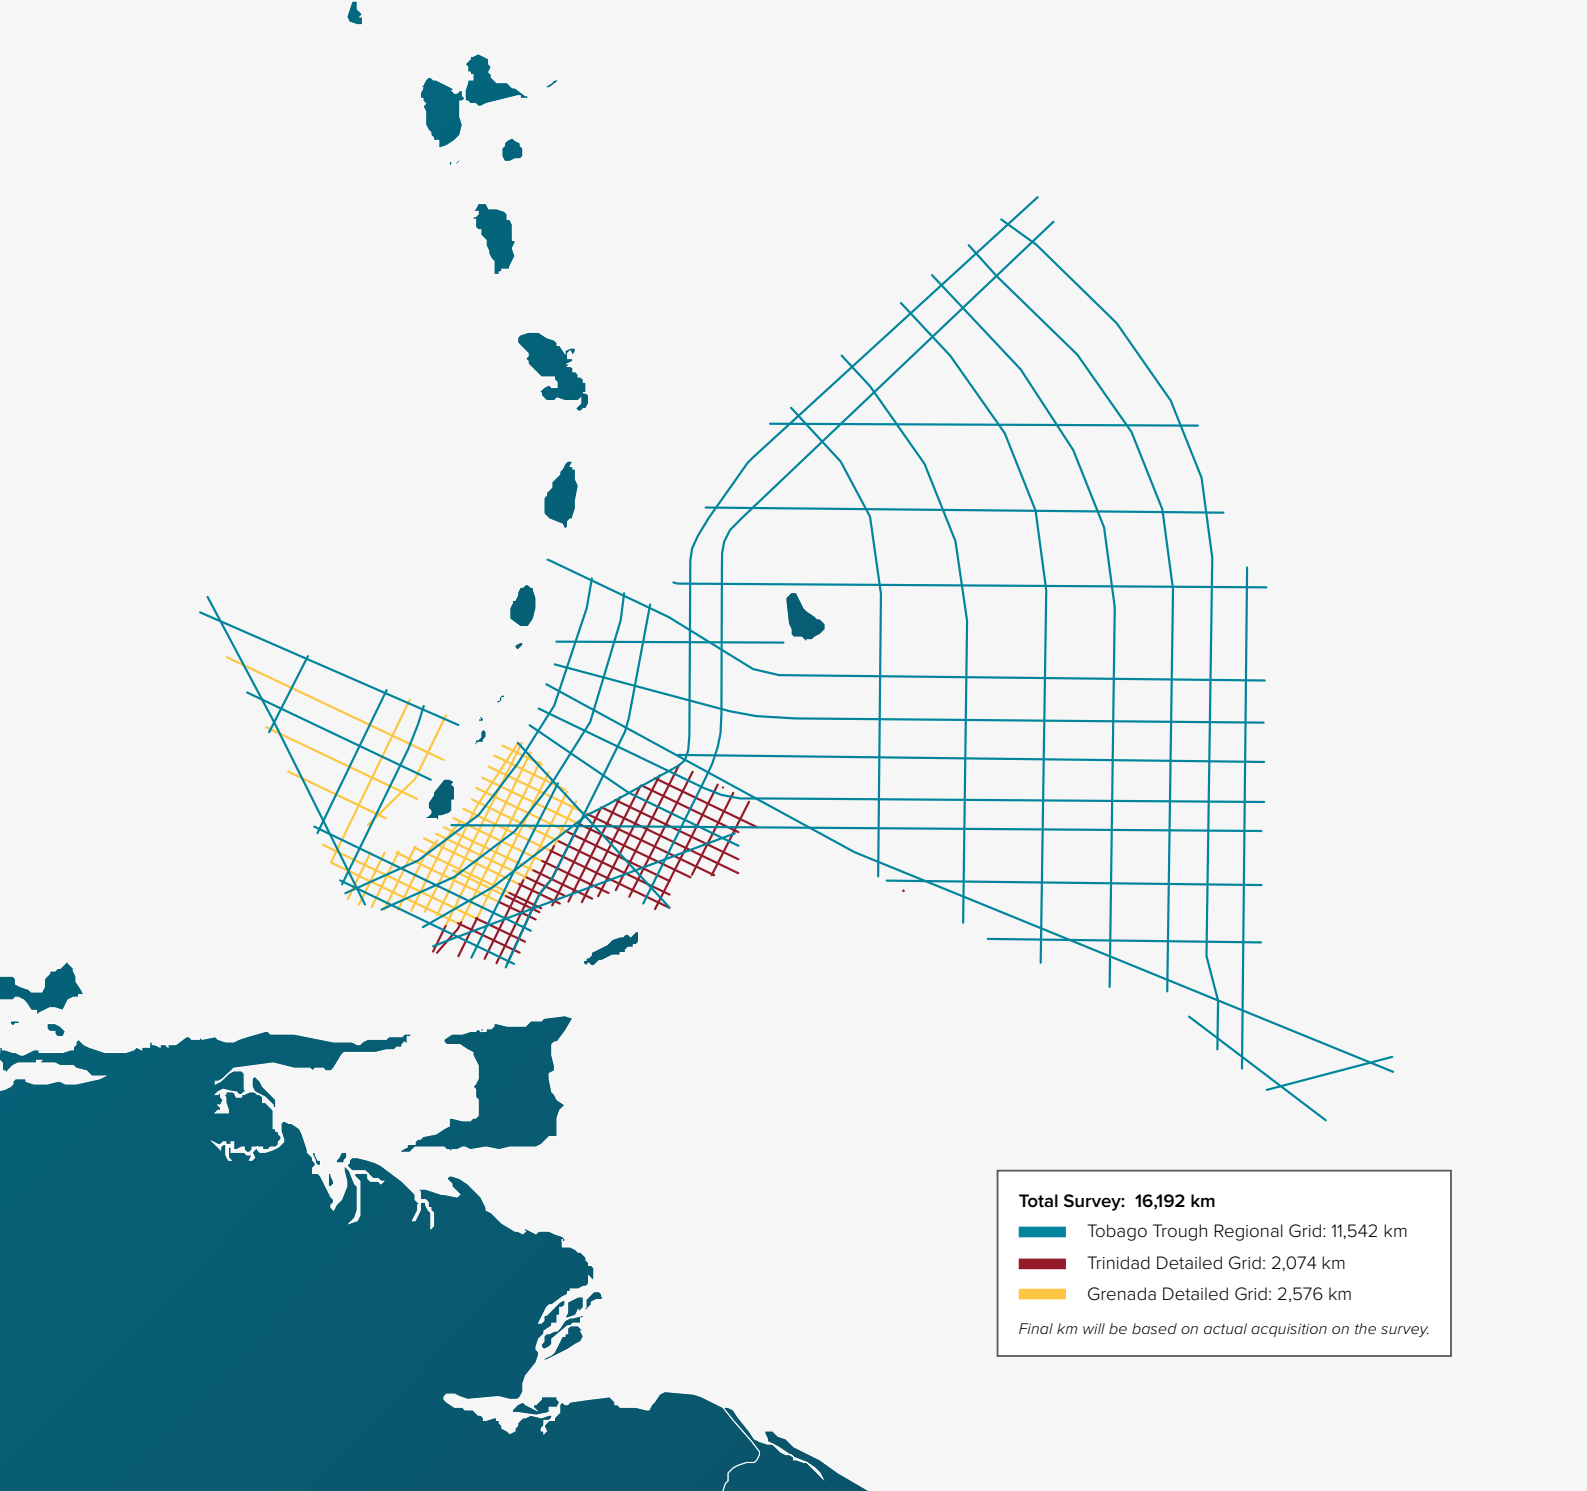 Total Survey: 16,192 km
Tobago Trough Regional Grid: 11,542 km
Trinidad Detailed Grid: 2,074 km
Grenada Detailed Grid: 2,576 km
Final km will be based on actual acquisition on the survey.